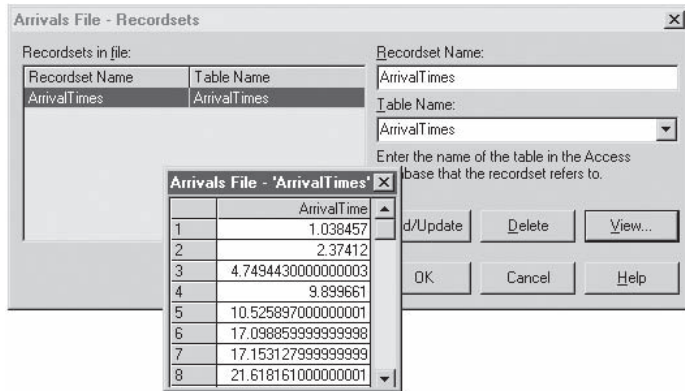 Arrivals File - Recordsets
Recordsets in file:
Recordset Name Table Name
ArrivalTimes ArrivalTimes
Recordset Name:
ArrivalTimes
Table Name:
ArrivalTimes
Enter the name of the table in the Access
base that the recordset refers to.
d/Update Delete View...
OK Cancel Help
Arrivals File - 'ArrivalTimes'
ArrivalTime
1 1.038457
2 2.37412
3 4.7494430000000003
4 9.899661
5 10.525897000000001
6 17.098859999999998
7 17.153127999999999
8 21.618161000000001